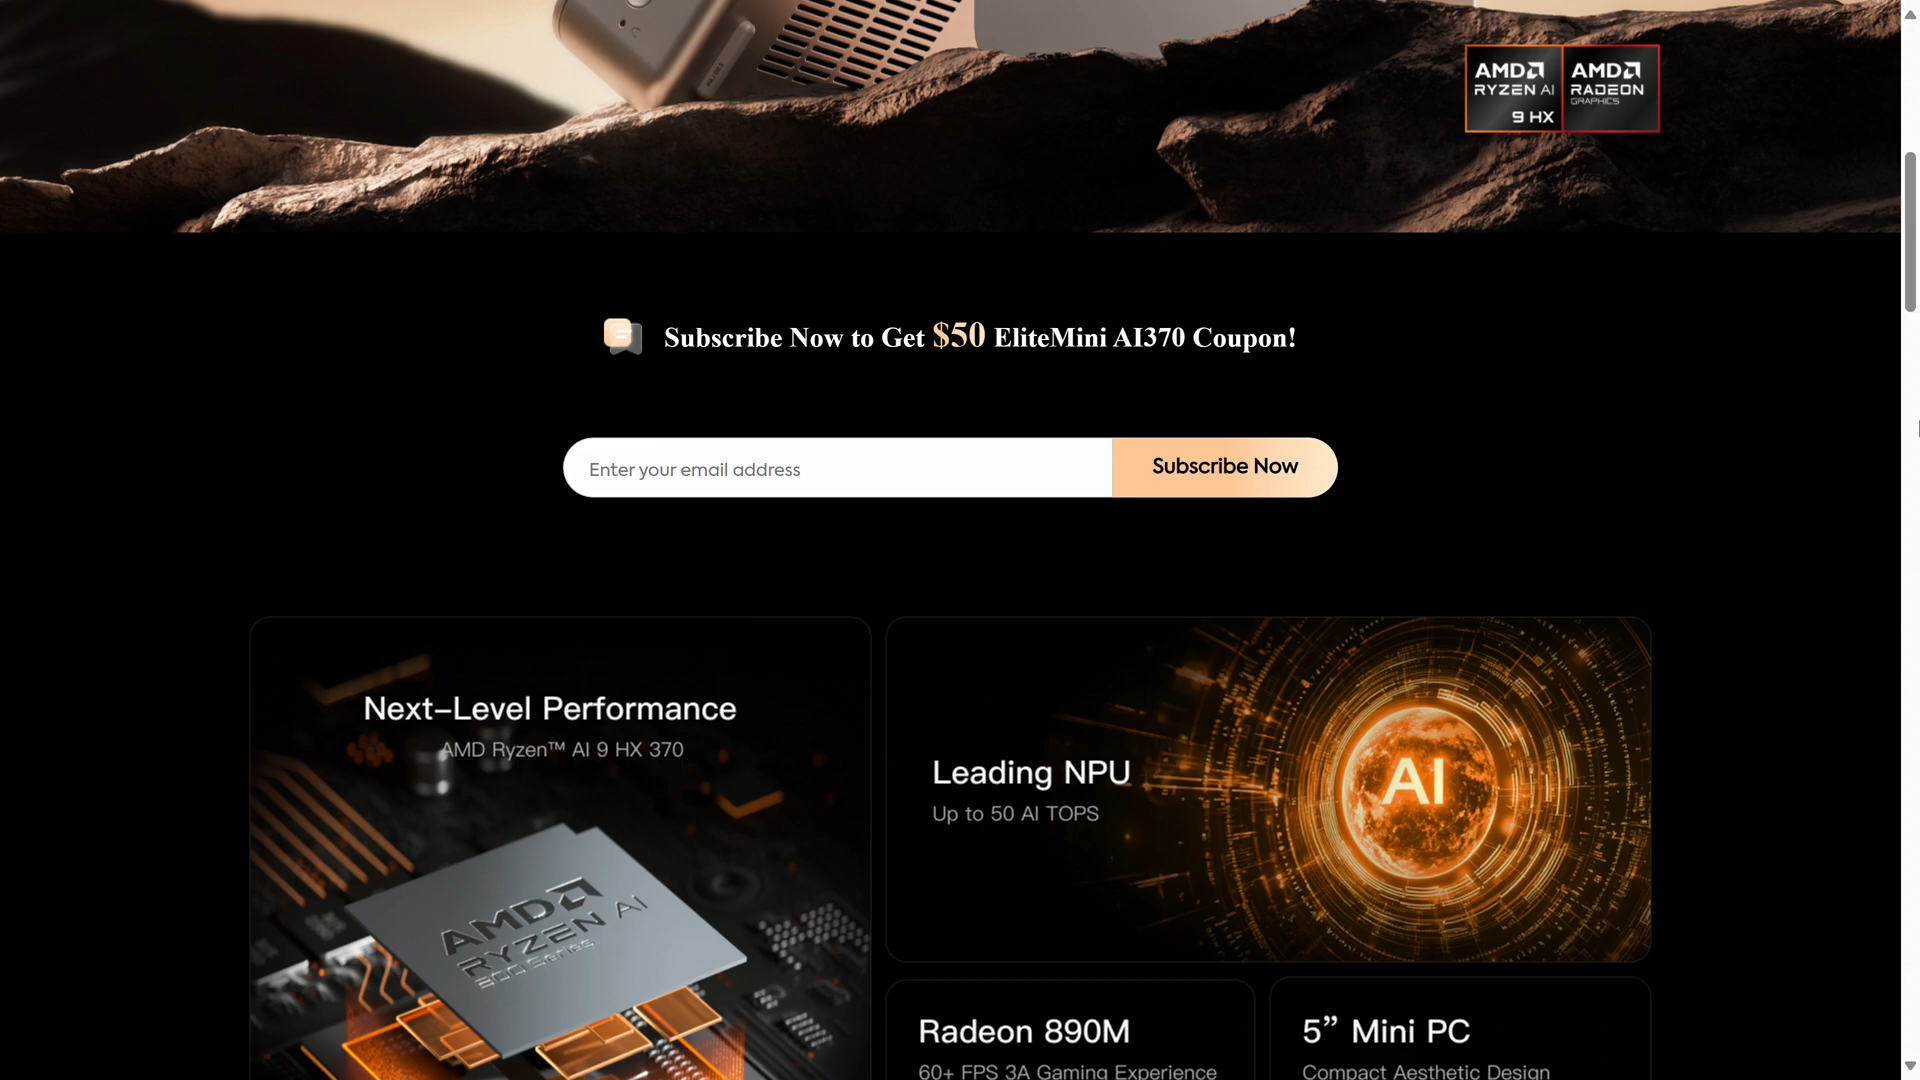 AMD
RYZEN AI
9 HX
AMD
RADEON
GRAPHICS
Subscribe Now to Get $50 EliteMini AI370 Coupon!
Enter your email address
Subscribe Now
Next-Level Performance
AMD Ryzen™ AI 9 HX 370
Leading NPU
Up to 50 AI TOPS
AI
AMD
RYZEN AI
300 Series
Radeon 890M
60+ FPS 3A Gaming Experience
5” Mini PC
Compact Aesthetic Design